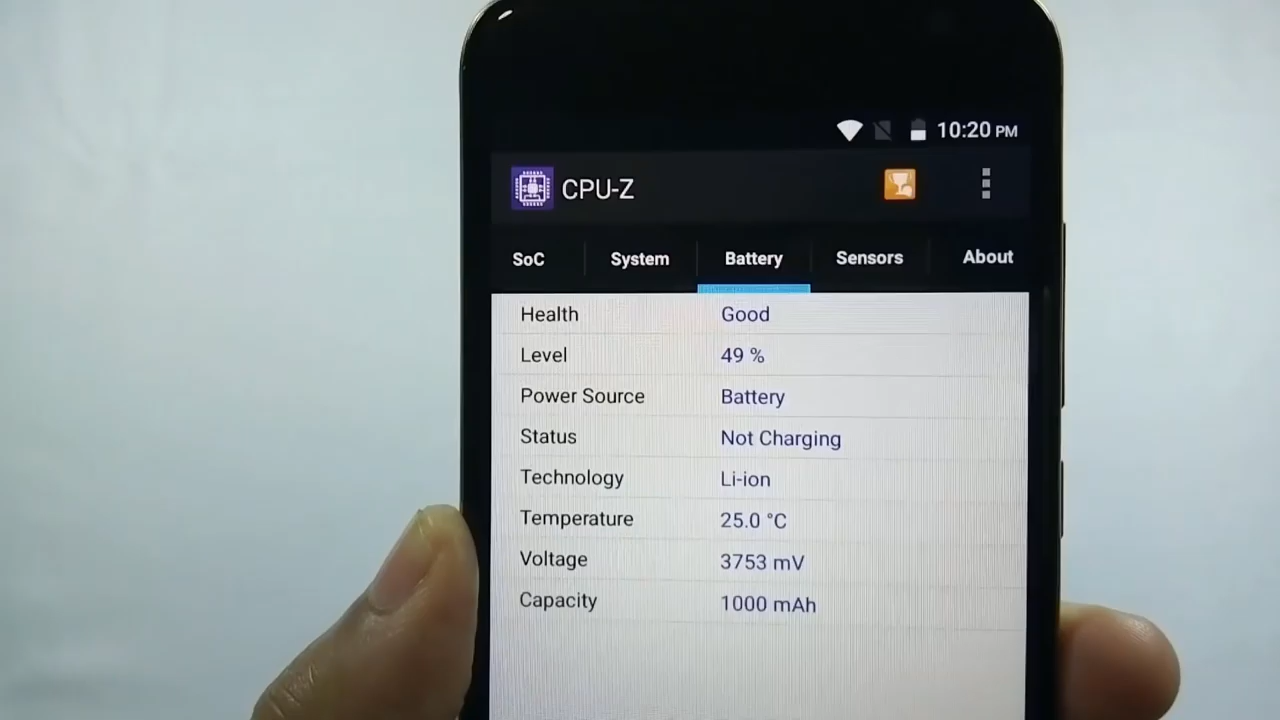 10:20 PM
CPU-Z
SoC System Battery Sensors About
Health Good
Level 49 %
Power Source Battery
Status Not Charging
Technology Li-ion
Temperature 25.0 °C
Voltage 3753 mV
Capacity 1000 mAh